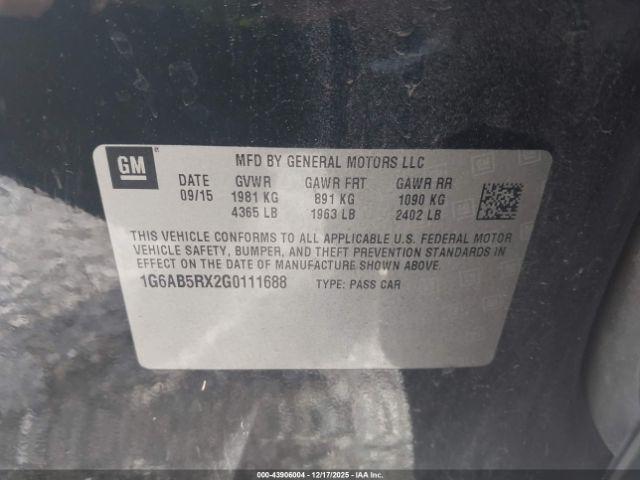 GM
MFD BY GENERAL MOTORS LLC
DATE GVWR GAWR FRT GAWR RR
09/15 1981 KG 891 KG 1090 KG
4365 LB 1963 LB 2402 LB
THIS VEHICLE CONFORMS TO ALL APPLICABLE U.S. FEDERAL MOTOR
VEHICLE SAFETY, BUMPER, AND THEFT PREVENTION STANDARDS IN
EFFECT ON THE DATE OF MANUFACTURE SHOWN ABOVE.
1G6AB5RX2G0111688 TYPE: PASS CAR
000-43906004 | 12/17/2025 - IAAI.COM